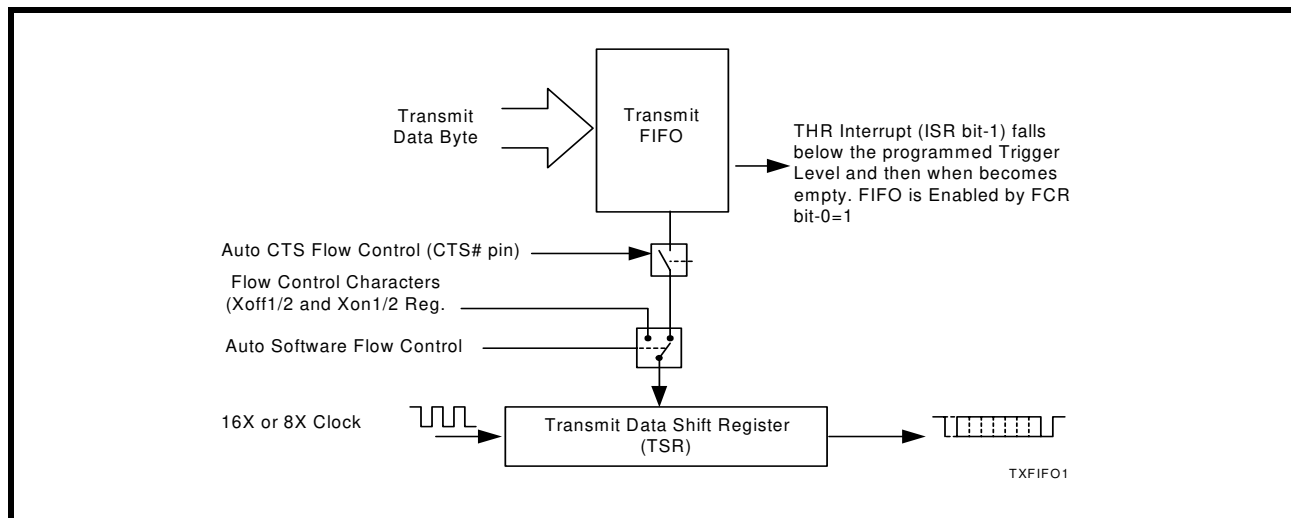 Transmit
Data Byte
Transmit
FIFO
THR Interrupt (ISR bit-1) falls
below the programmed Trigger
Level and then when becomes
empty. FIFO is Enabled by FCR
bit-0=1
Auto CTS Flow Control (CTS# pin)
Flow Control Characters
(Xoff1/2 and Xon1/2 Reg.
Auto Software Flow Control
16X or 8X Clock
Transmit Data Shift Register
(TSR)
TXFIFO1